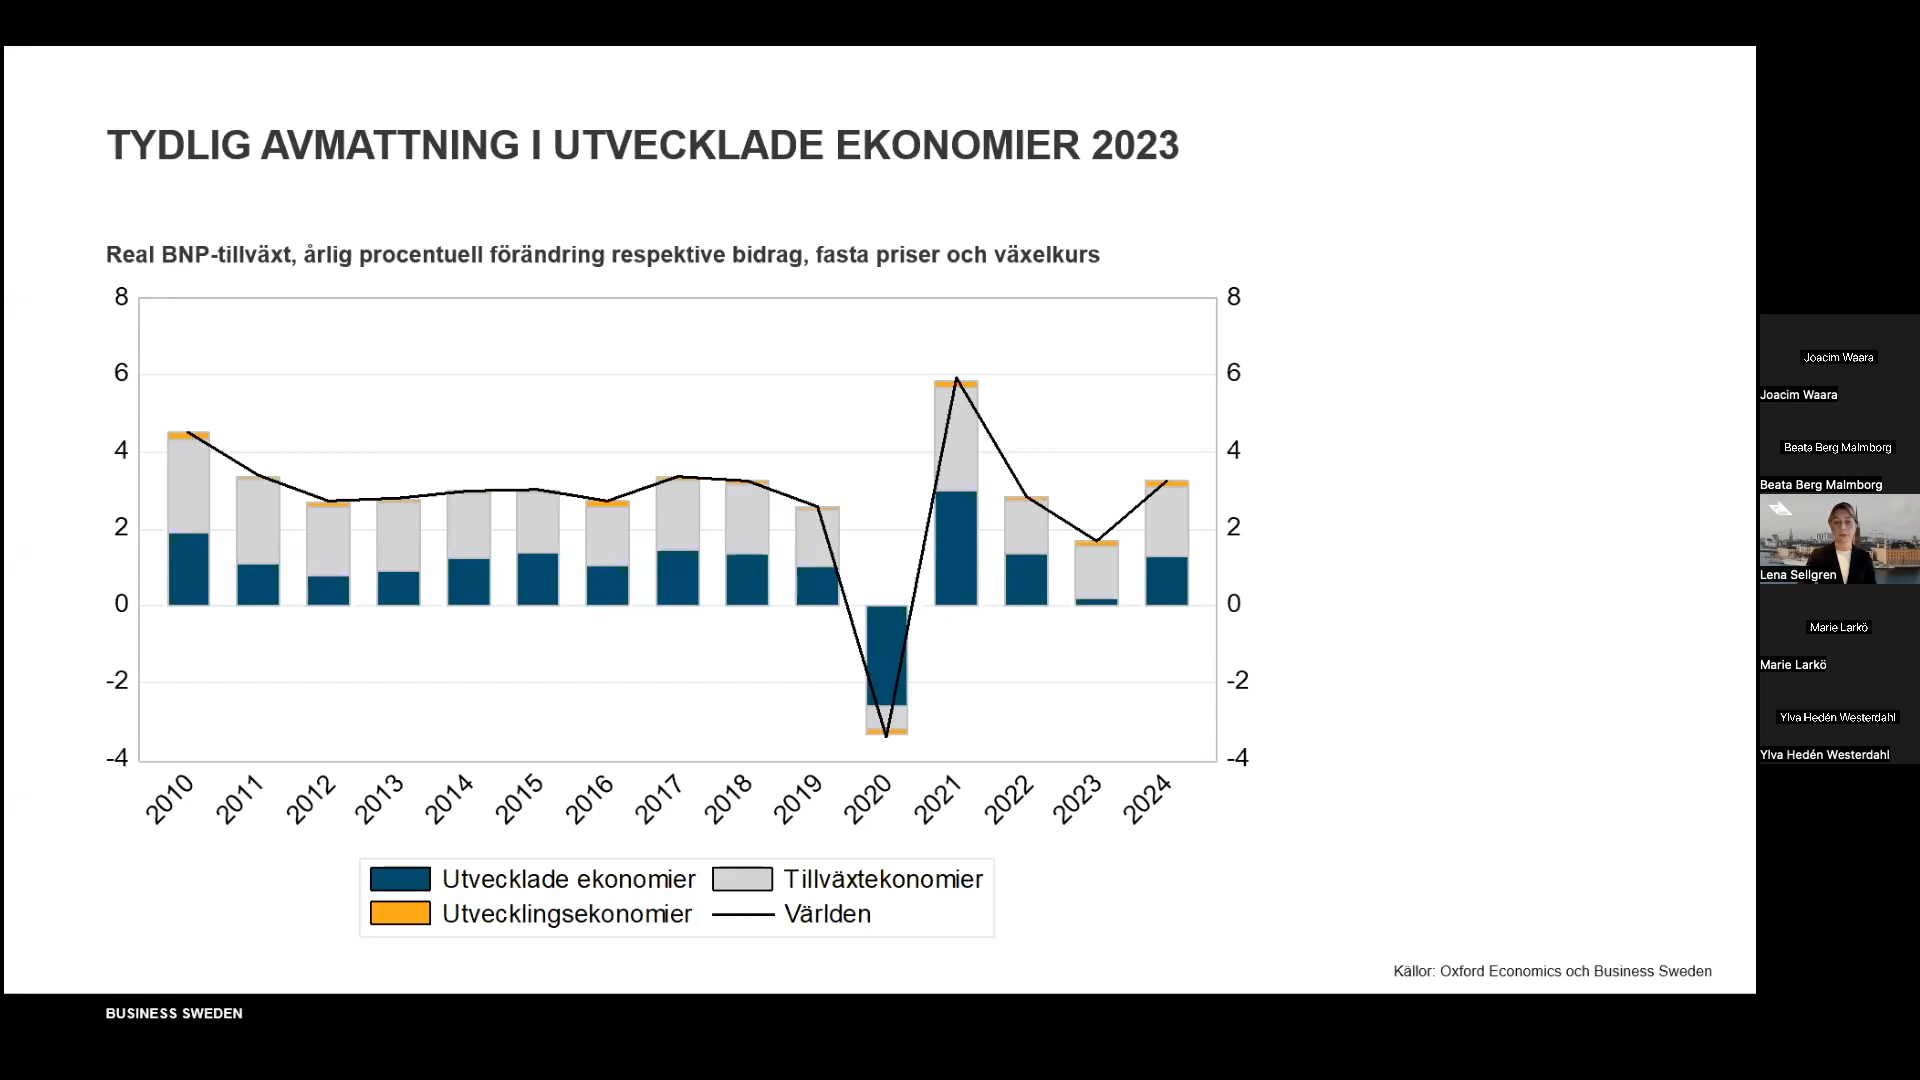 TYDLIG AVMATTNING I UTVECKLADE EKONOMIER 2023
Real BNP-tillväxt, årlig procentuell förändring respektive bidrag, fasta priser och växelkurs
8 8
6 6
4 4
2 2
0 0
-2 -2
-4 -4
2010 2011 2012 2013 2014 2015 2016 2017 2018 2019 2020 2021 2022 2023 2024
Utvecklade ekonomier Tillväxtekonomier
Utvecklingsekonomier Världen
Källor: Oxford Economics och Business Sweden
BUSINESS SWEDEN
Joacim Waara
Joacim Waara
Beata Berg Malmborg
Beata Berg Malmborg
Lena Sellgren
Marie Larkö
Marie Larkö
Ylva Hedén Westerdahl
Ylva Hedén Westerdahl